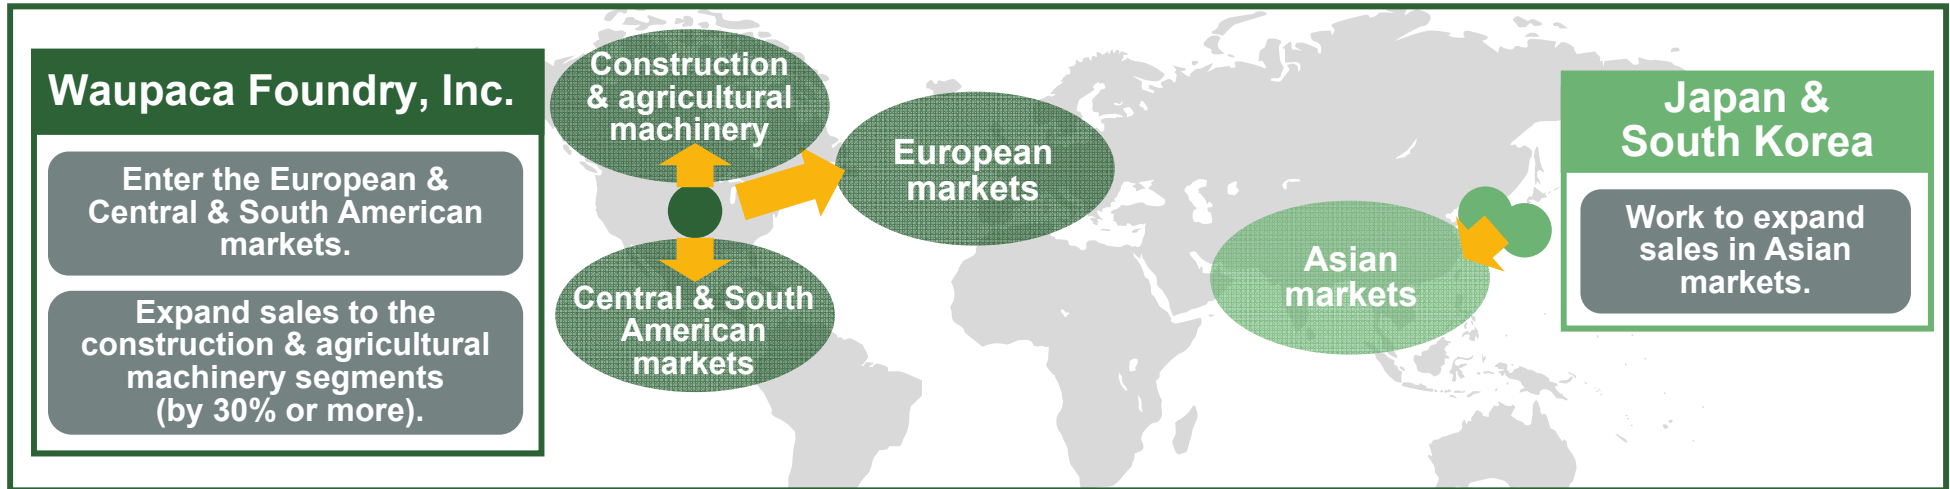 Waupaca Foundry, Inc.
Enter the European &
Central & South American
markets.
Expand sales to the
construction & agricultural
machinery segments
(by 30% or more).
Construction
& agricultural
machinery
European
markets
Central & South
American
markets
Asian
markets
Japan &
South Korea
Work to expand
sales in Asian
markets.